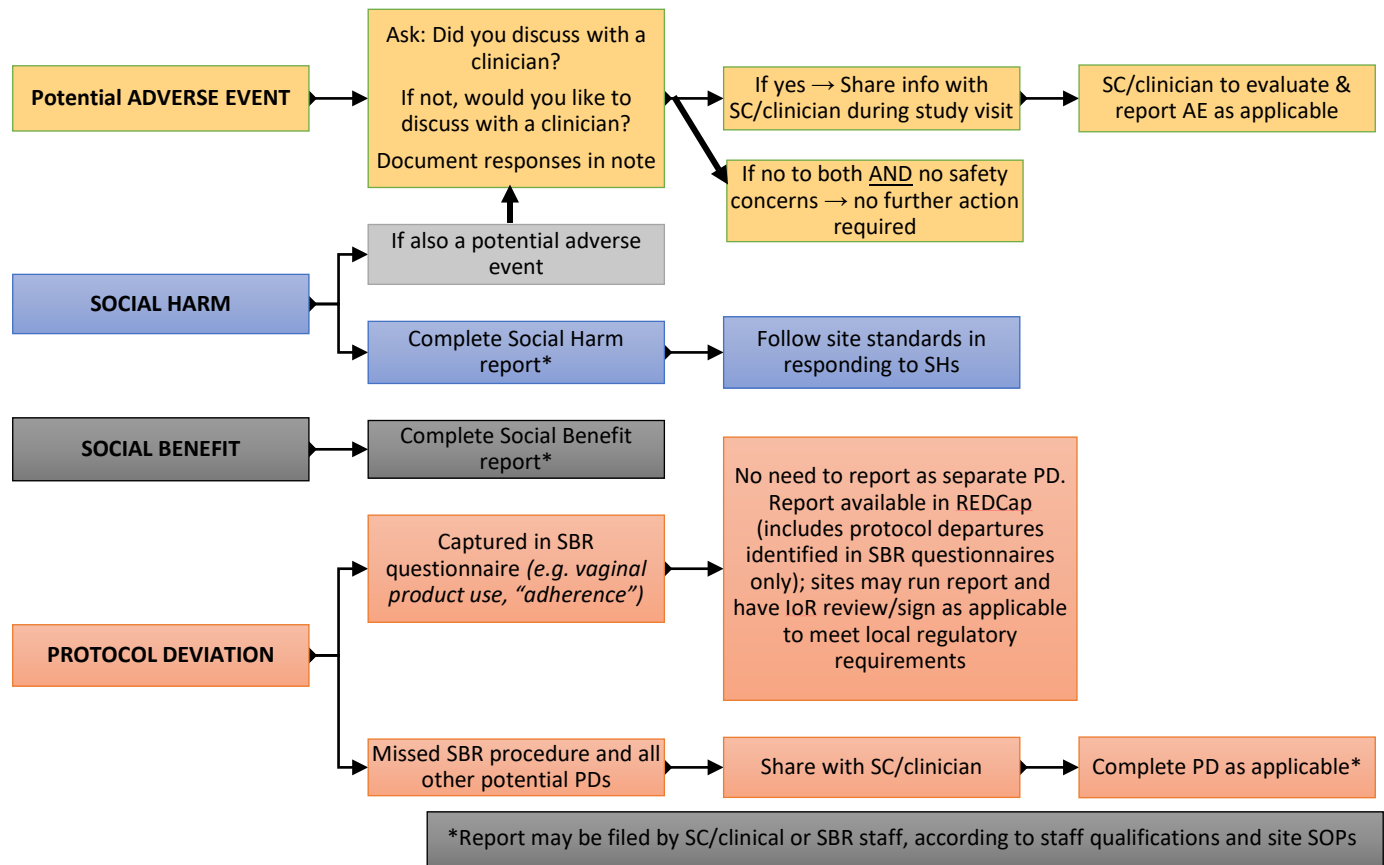 Potential ADVERSE EVENT
Ask: Did you discuss with a
clinician?
If not, would you like to
discuss with a clinician?
Document responses in note
If yes → Share info with
SC/clinician during study visit
SC/clinician to evaluate &
report AE as applicable
If no to both AND no safety
concerns → no further action
required
If also a potential adverse
event
SOCIAL HARM
Complete Social Harm
report*
Follow site standards in
responding to SHs
SOCIAL BENEFIT
Complete Social Benefit
report*
PROTOCOL DEVIATION
Captured in SBR
questionnaire (e.g. vaginal
product use, “adherence”)
No need to report as separate PD.
Report available in REDCap
(includes protocol departures
identified in SBR questionnaires
only); sites may run report and
have IoR review/sign as applicable
to meet local regulatory
requirements
Missed SBR procedure and all
other potential PDs
Share with SC/clinician
Complete PD as applicable*
*Report may be filed by SC/clinical or SBR staff, according to staff qualifications and site SOPs